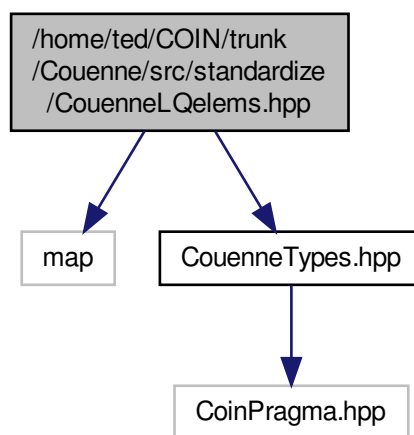 /home/ted/COIN/trunk
/Couenne/src/standardize
/CouenneLQelems.hpp
map
CouenneTypes.hpp
CoinPragma.hpp